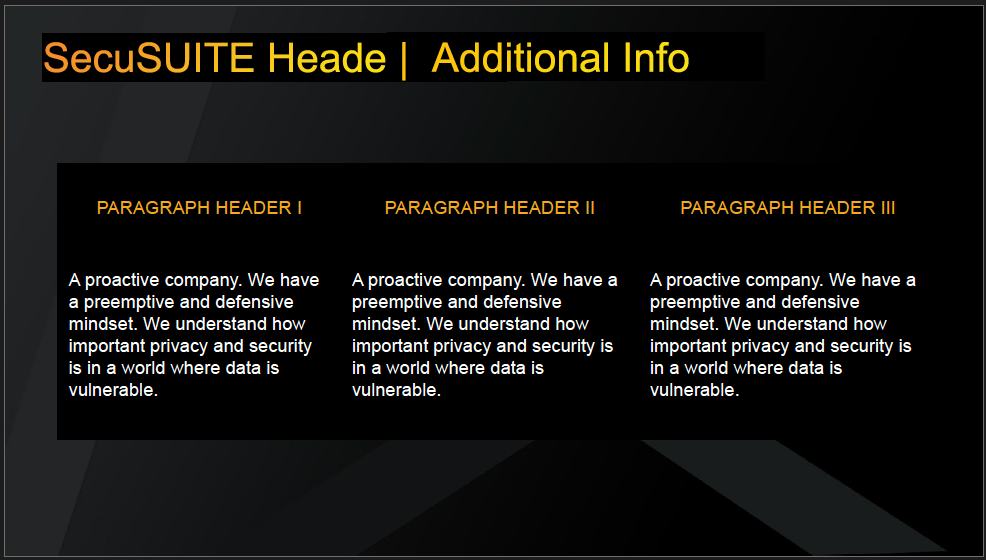 SecuSUITE Heade | Additional Info
PARAGRAPH HEADER I
PARAGRAPH HEADER II
PARAGRAPH HEADER III
A proactive company. We have
a preemptive and defensive
mindset. We understand how
important privacy and security
is in a world where data is
vulnerable.
A proactive company. We have a
preemptive and defensive
mindset. We understand how
important privacy and security is
in a world where data is
vulnerable.
A proactive company. We have a
preemptive and defensive
mindset. We understand how
important privacy and security is
in a world where data is
vulnerable.